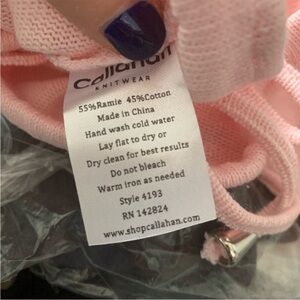 Callahan
KNITWEAR
55%Ramie 45%Cotton
Made in China
Hand wash cold water
Lay flat to dry or
Dry clean for best results
Do not bleach
Warm iron as needed
Style 4193
RN 142824
www.shopcallahan.com